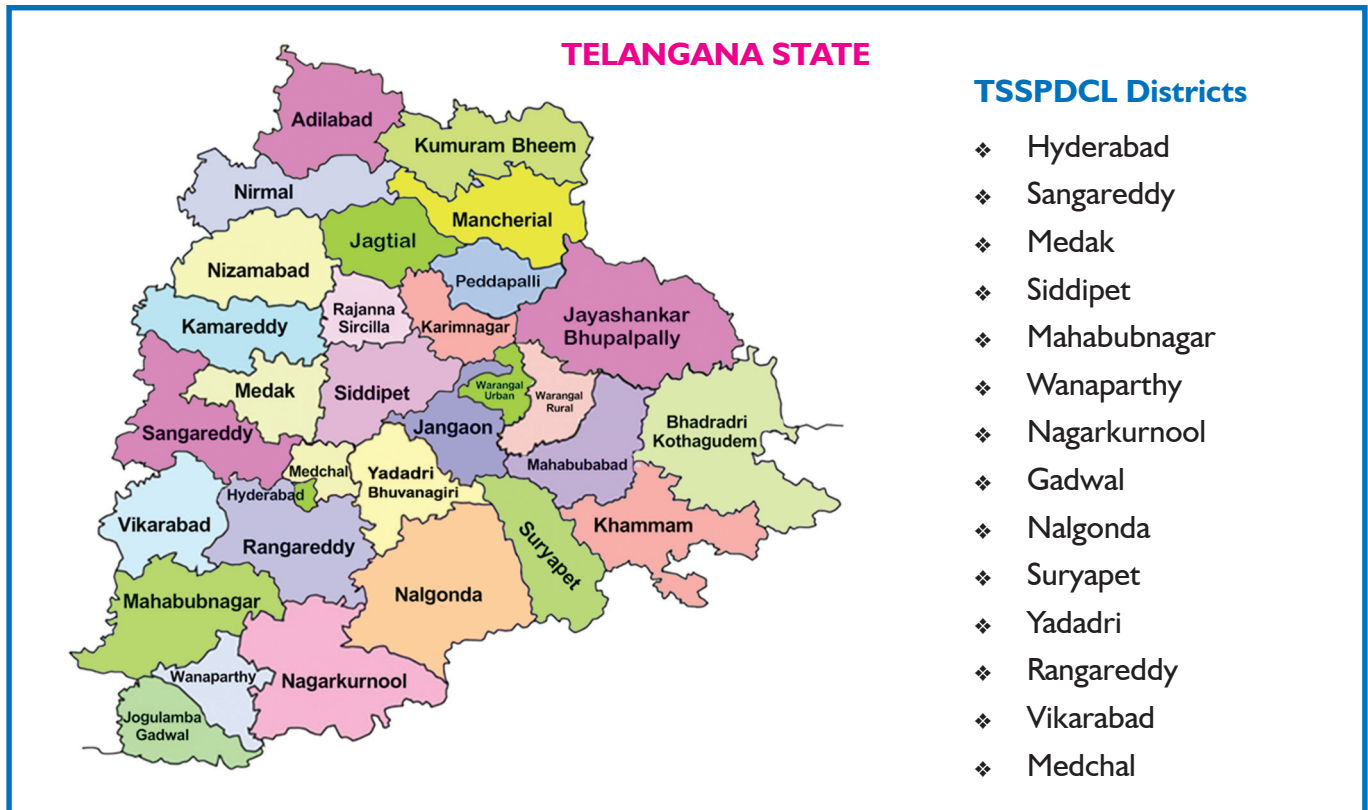 TELANGANA STATE
TSSPDCL Districts
❖ Hyderabad
❖ Sangareddy
❖ Medak
❖ Siddipet
❖ Mahabubnagar
❖ Wanaparthy
❖ Nagarkurnool
❖ Gadwal
❖ Nalgonda
❖ Suryapet
❖ Yadadri
❖ Rangareddy
❖ Vikarabad
❖ Medchal
Adilabad
Kumuram Bheem
Nirmal
Mancherial
Jagtial
Nizamabad
Peddapalli
Rajanna
Sircilla
Kamareddy
Karimnagar
Jayashankar
Bhupalpally
Medak
Siddipet
Warangal
Urban
Warangal
Rural
Sangareddy
Jangaon
Bhadradri
Kothagudem
Medchal
Yadadri
Bhuvanagiri
Mahabubabad
Hyderabad
Vikarabad
Rangareddy
Suryapet
Khammam
Mahabubnagar
Nalgonda
Wanaparthy
Nagarkurnool
Jogulamba
Gadwal